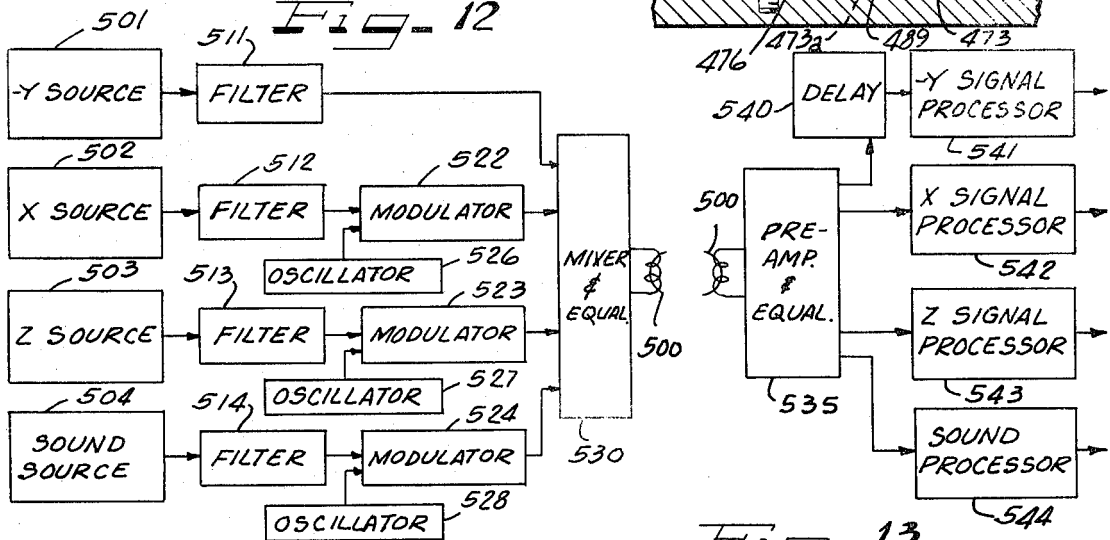 Fig-12
476
473a'
489
473
501
-Y SOURCE
511
FILTER
540
DELAY
-Y SIGNAL
PROCESSOR
541
502
X SOURCE
512
FILTER
522
MODULATOR
OSCILLATOR
526
X SIGNAL
PROCESSOR
542
503
Z SOURCE
513
FILTER
523
MODULATOR
OSCILLATOR
527
MIXER
&
EQUAL.
530
500
500
PRE-
AMP.
&
EQUAL.
535
Z SIGNAL
PROCESSOR
543
504
SOUND
SOURCE
514
FILTER
524
MODULATOR
OSCILLATOR
528
SOUND
PROCESSOR
544
13